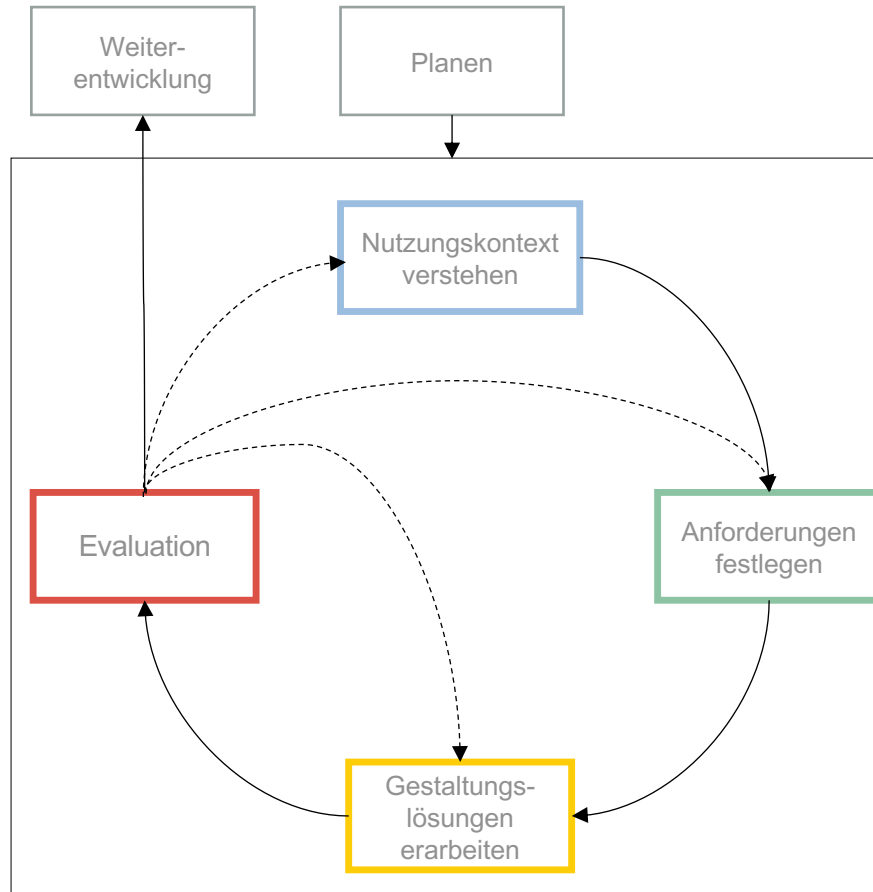 Weiter-
entwicklung
Planen
Nutzungskontext
verstehen
Evaluation
Anforderungen
festlegen
Gestaltungs-
lösungen
erarbeiten